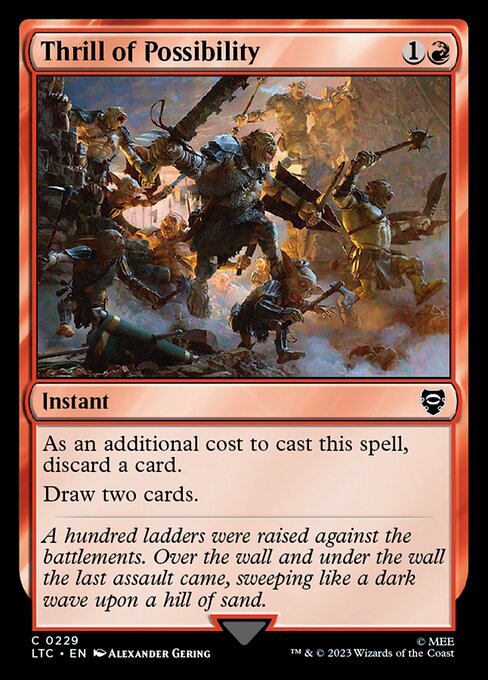 Thrill of Possibility 1
Instant
As an additional cost to cast this spell,
discard a card.
Draw two cards.
A hundred ladders were raised against the
battlements. Over the wall and under the wall
the last assault came, sweeping like a dark
wave upon a hill of sand.
C 0229
LTC • EN Alexander Gering
© MEE
™ & © 2023 Wizards of the Coast